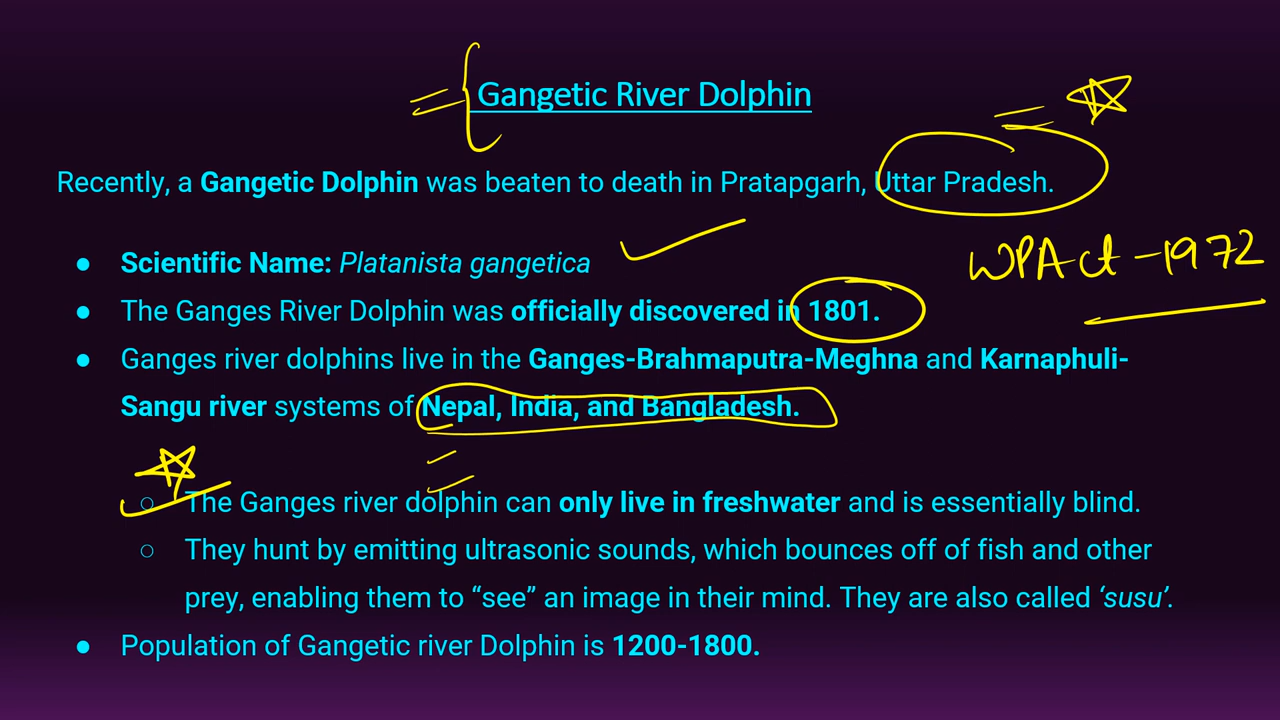 Gangetic River Dolphin
Recently, a Gangetic Dolphin was beaten to death in Pratapgarh, Uttar Pradesh.
● Scientific Name: Platanista gangetica
WPAct - 1972
● The Ganges River Dolphin was officially discovered in 1801.
● Ganges river dolphins live in the Ganges-Brahmaputra-Meghna and Karnaphuli-
Sangu river systems of Nepal, India, and Bangladesh.
○ The Ganges river dolphin can only live in freshwater and is essentially blind.
○ They hunt by emitting ultrasonic sounds, which bounces off of fish and other
prey, enabling them to “see” an image in their mind. They are also called ‘susu’.
● Population of Gangetic river Dolphin is 1200-1800.